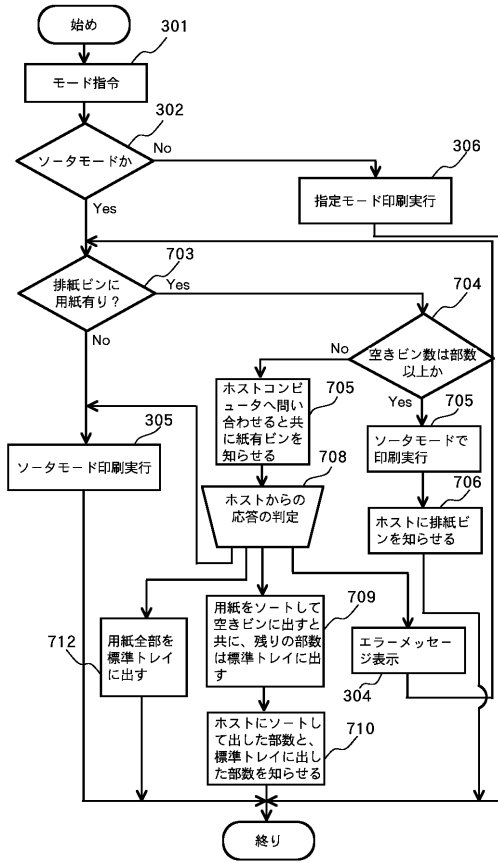 始め
301
モード指令
302
ソータモードか
No
306
指定モード印刷実行
Yes
703
排紙ビンに
用紙有り？
Yes
704
空きビン数は部数
以上か
No
No
705
ホストコンピ
ュータへ問い
合わせると共
に紙有ビンを
知らせる
Yes
705
ソータモードで
印刷実行
305
ソータモード印刷実行
708
ホストからの
応答の判定
706
ホストに排紙ビ
ンを知らせる
712
用紙全部を
標準トレイ
に出す
709
用紙をソートして
空きビンに出すと
共に、残りの部数
は標準トレイに出
す
エラーメッセー
ジ表示
304
710
ホストにソートし
て出した部数と、
標準トレイに出し
た部数を知らせる
終り